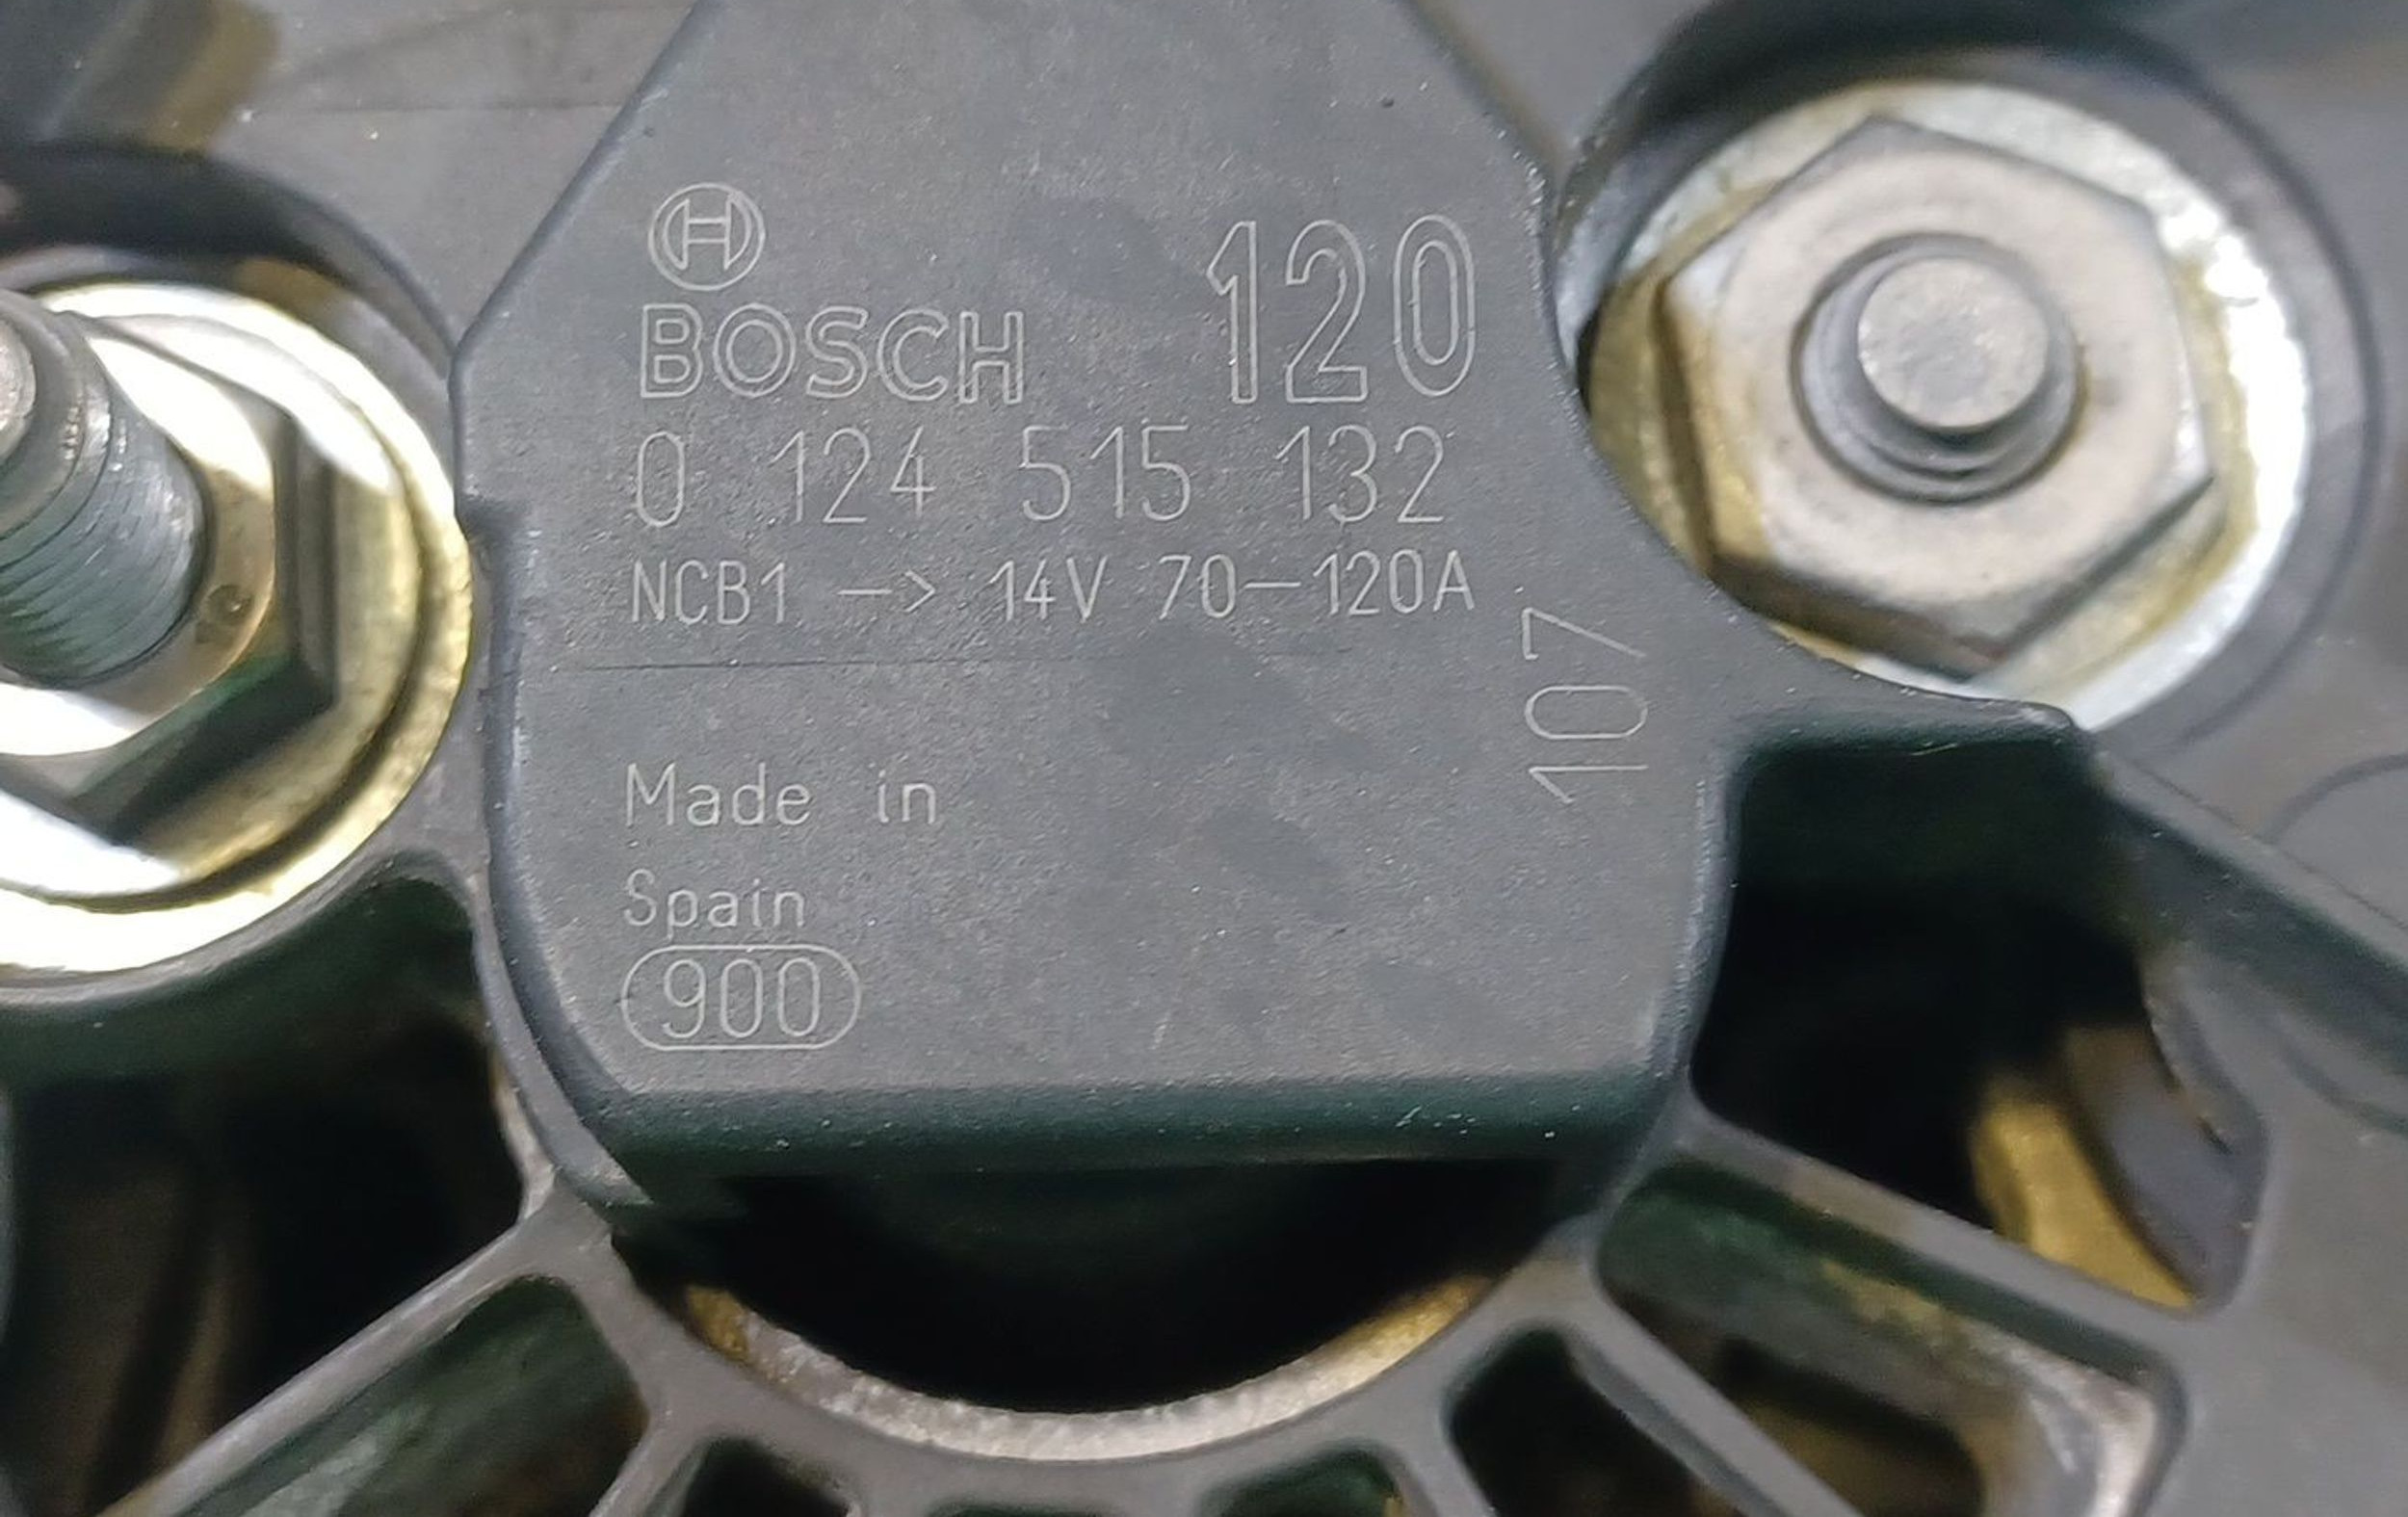 BOSCH 120
0 124 515 132
NCB1 —> 14V 70—120A
107
Made in
Spain
900